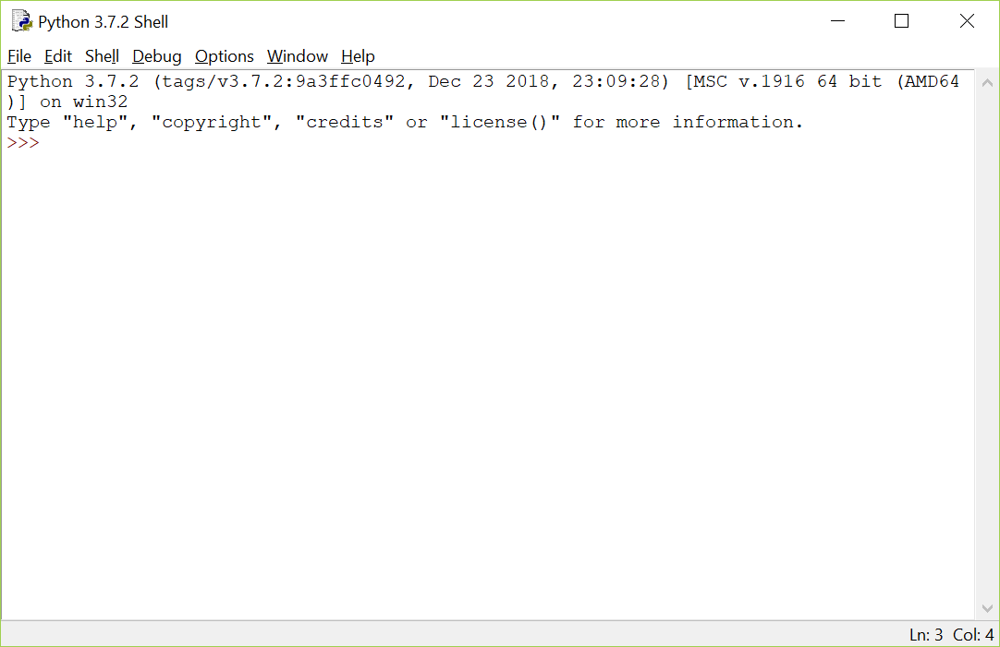 Python 3.7.2 Shell
File Edit Shell Debug Options Window Help
Python 3.7.2 (tags/v3.7.2:9a3ffc0492, Dec 23 2018, 23:09:28) [MSC v.1916 64 bit (AMD64
)] on win32
Type "help", "copyright", "credits" or "license()" for more information.
>>>
Ln: 3 Col: 4